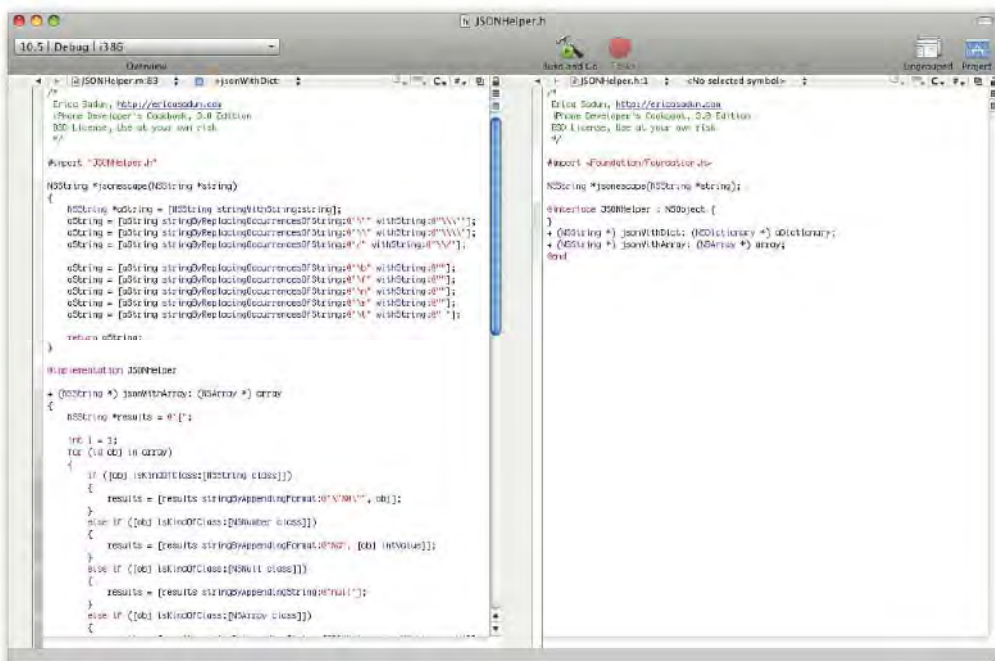 JSONHelper.h
10.5 | Debug | i386
Overview
Build and Go
Tasks
Ungrouped
Project
JSONHelper.m:83
+jsonWithDict:
/*
Erica Sadun, http://ericasadun.com
iPhone Developer's Cookbook, 3.0 Edition
BSD License, Use at your own risk
*/
#import "JSONHelper.h"
NSString *jsonescape(NSString *string)
{
NSString *aString = [NSString stringWithString:string];
aString = [aString stringByReplacingOccurrencesOfString:@"\"" withString:@"\\\""];
aString = [aString stringByReplacingOccurrencesOfString:@"\\" withString:@"\\\\"];
aString = [aString stringByReplacingOccurrencesOfString:@"/" withString:@"\\/"];
aString = [aString stringByReplacingOccurrencesOfString:@"\b" withString:@""];
aString = [aString stringByReplacingOccurrencesOfString:@"\f" withString:@""];
aString = [aString stringByReplacingOccurrencesOfString:@"\n" withString:@""];
aString = [aString stringByReplacingOccurrencesOfString:@"\r" withString:@""];
aString = [aString stringByReplacingOccurrencesOfString:@"\t" withString:@" "];
return aString;
}
@implementation JSONHelper
+ (NSString *) jsonWithArray: (NSArray *) array
{
NSString *results = @"[";
int i = 1;
for (id obj in array)
{
if ([obj isKindOfClass:[NSString class]])
{
results = [results stringByAppendingFormat:@"\"%@\"", obj];
}
else if ([obj isKindOfClass:[NSNumber class]])
{
results = [results stringByAppendingFormat:@"%d", [obj intValue]];
}
else if ([obj isKindOfClass:[NSNull class]])
{
results = [results stringByAppendingString:@"null"];
}
else if ([obj isKindOfClass:[NSArray class]])
{
JSONHelper.h:1
<No selected symbol>
/*
Erica Sadun, http://ericasadun.com
iPhone Developer's Cookbook, 3.0 Edition
BSD License, Use at your own risk
*/
#import <Foundation/Foundation.h>
NSString *jsonescape(NSString *string);
@interface JSONHelper : NSObject {
}
+ (NSString *) jsonWithDict: (NSDictionary *) aDictionary;
+ (NSString *) jsonWithArray: (NSArray *) array;
@end